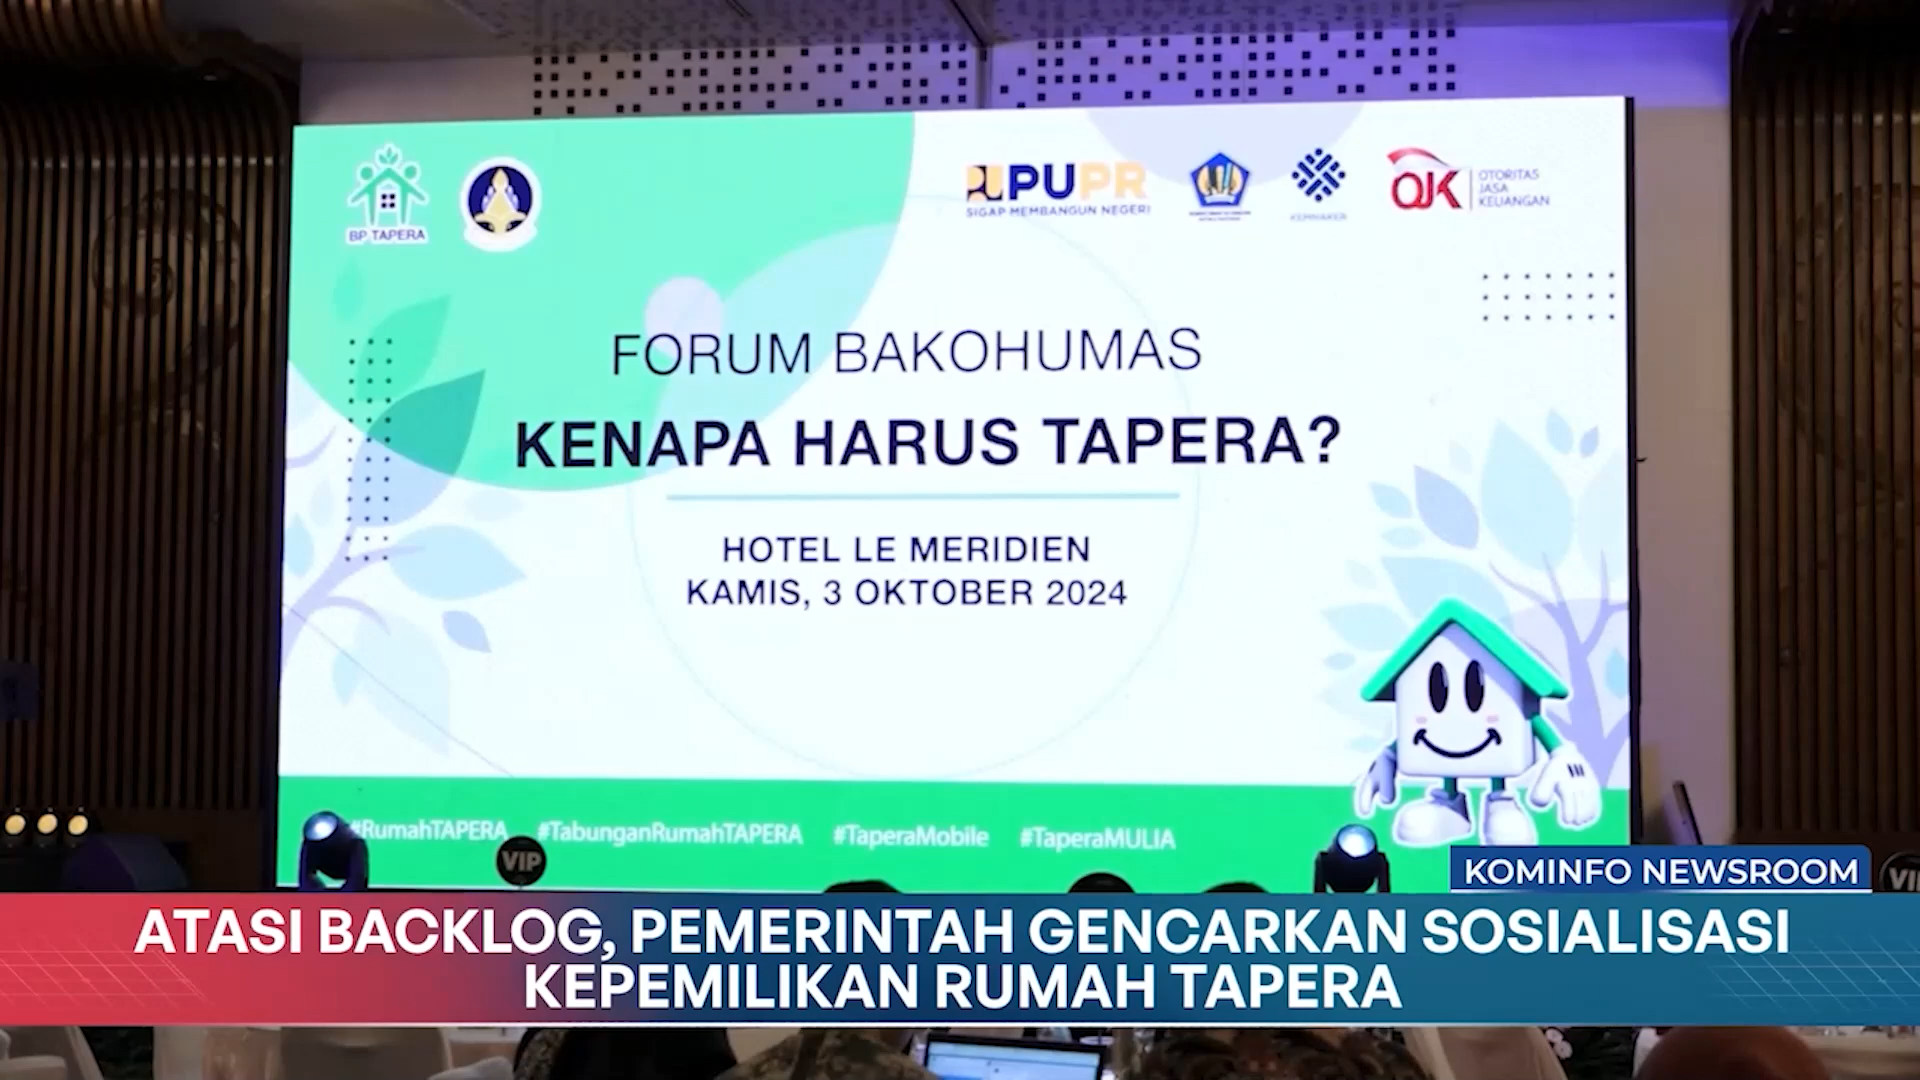 BP TAPERA
PUPR
SIGAP MEMBANGUN NEGERI
KEMNAKER
OJK
OTORITAS
JASA
KEUANGAN
FORUM BAKOHUMAS
KENAPA HARUS TAPERA?
HOTEL LE MERIDIEN
KAMIS, 3 OKTOBER 2024
#RumahTAPERA #TabunganRumahTAPERA #TaperaMobile #TaperaMULIA
VIP
KOMINFO NEWSROOM
ATASI BACKLOG, PEMERINTAH GENCARKAN SOSIALISASI
KEPEMILIKAN RUMAH TAPERA